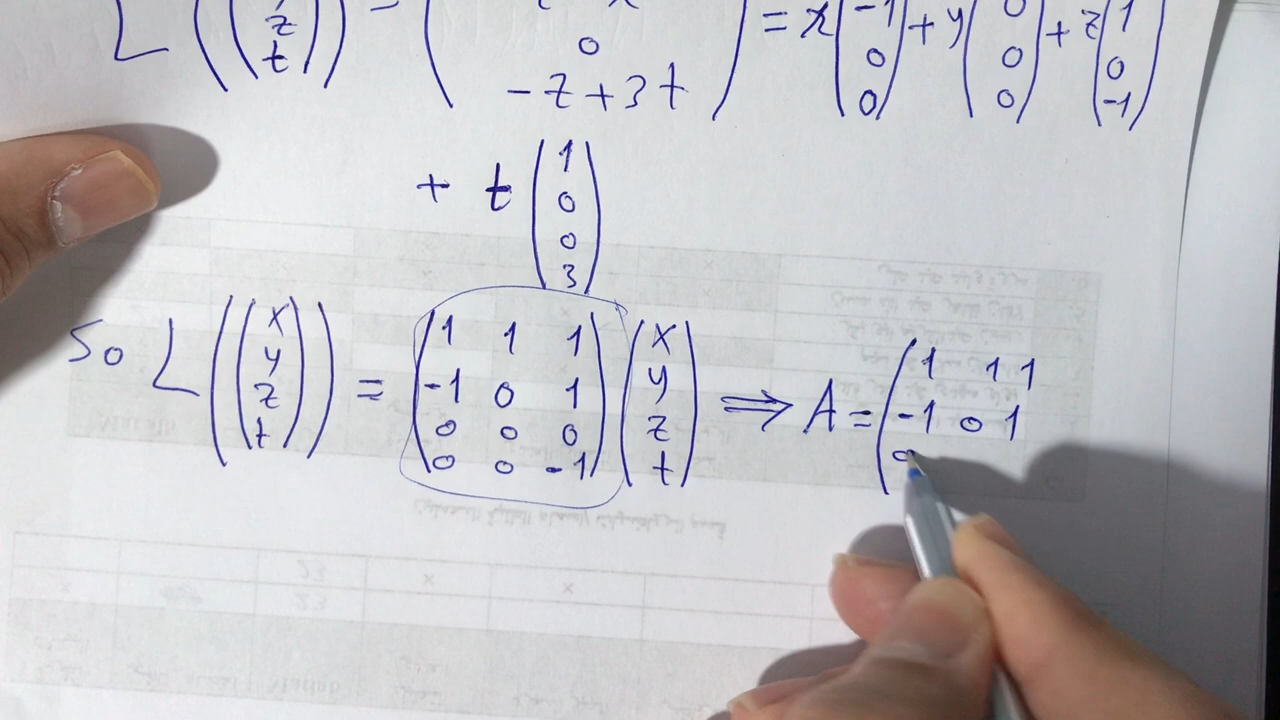 L((z t)) = (0 -z+3t) = x(-1 0 0) + y(0 0 0) + z(1 0 -1)
+ t(1 0 0 3)
So L((x y z t)) = (1 1 1 -1 0 1 0 0 0 0 0 -1)(x y z t) ⟹ A = (1 1 1 -1 0 1 0